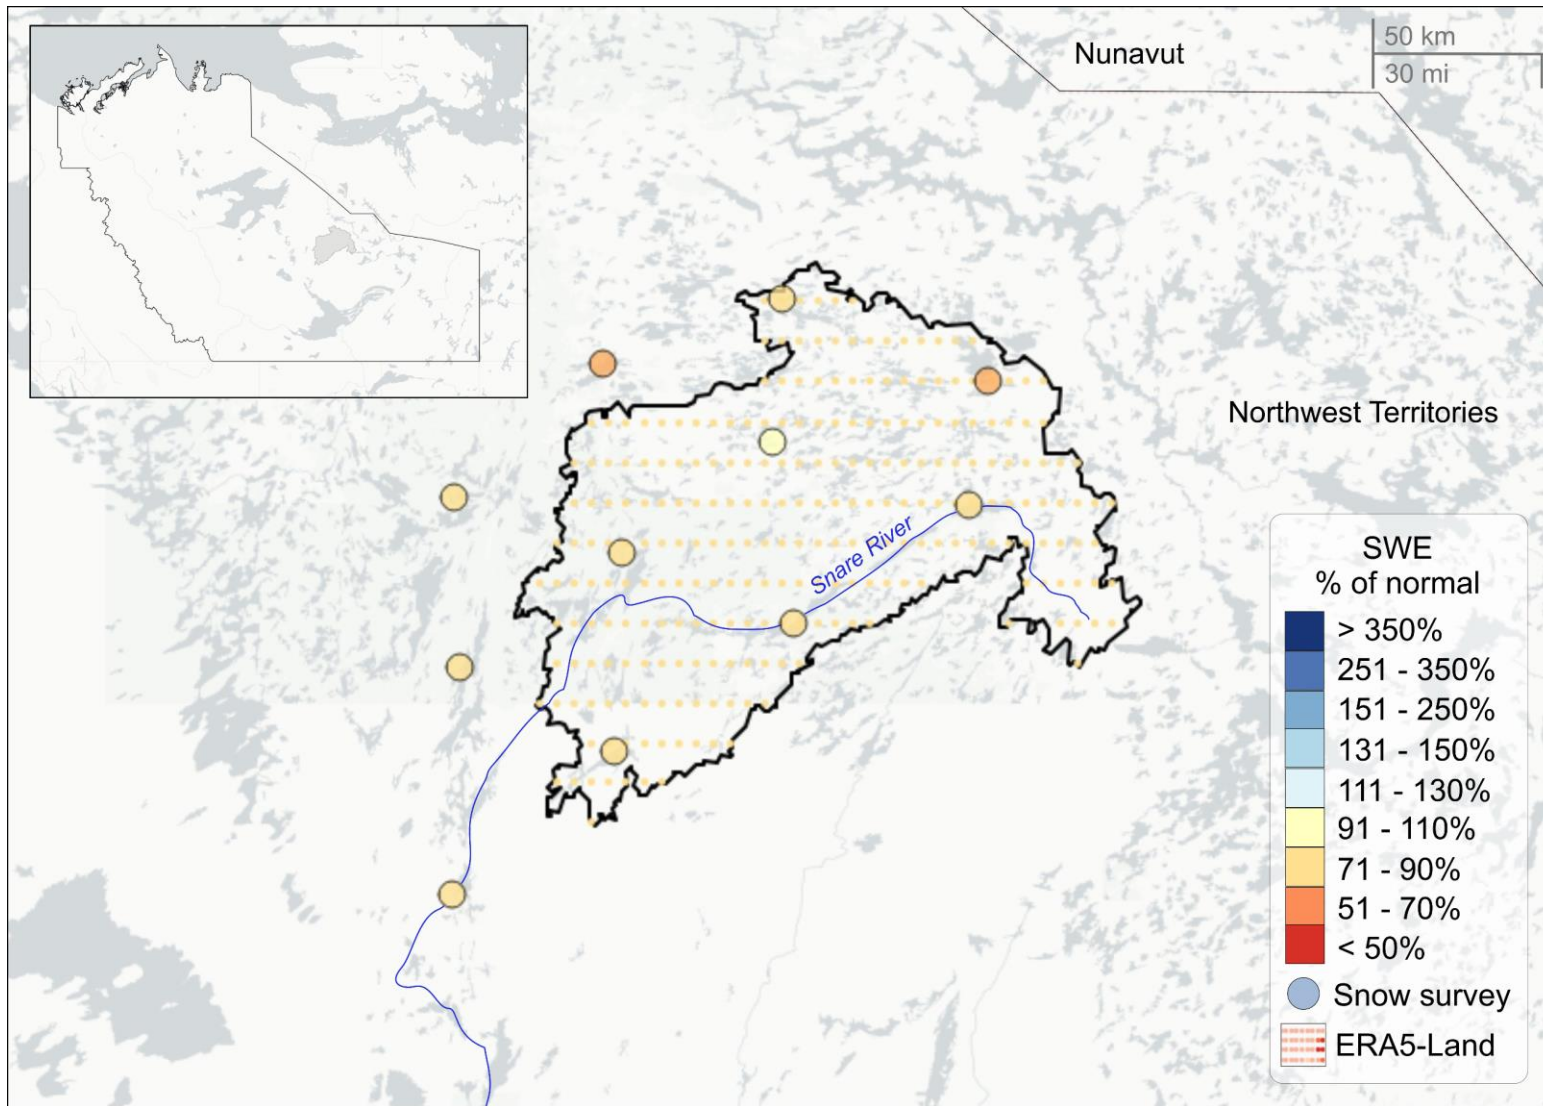 Nunavut
50 km
30 mi
Northwest Territories
Snare River
SWE
% of normal
> 350%
251 - 350%
151 - 250%
131 - 150%
111 - 130%
91 - 110%
71 - 90%
51 - 70%
< 50%
Snow survey
ERA5-Land